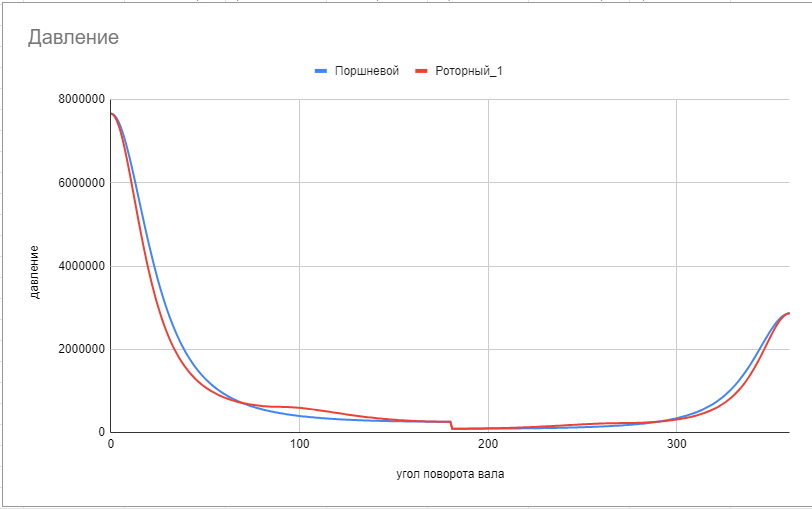 Давление
Поршневой Роторный_1
8000000
6000000
4000000
2000000
0
давление
0 100 200 300
угол поворота вала